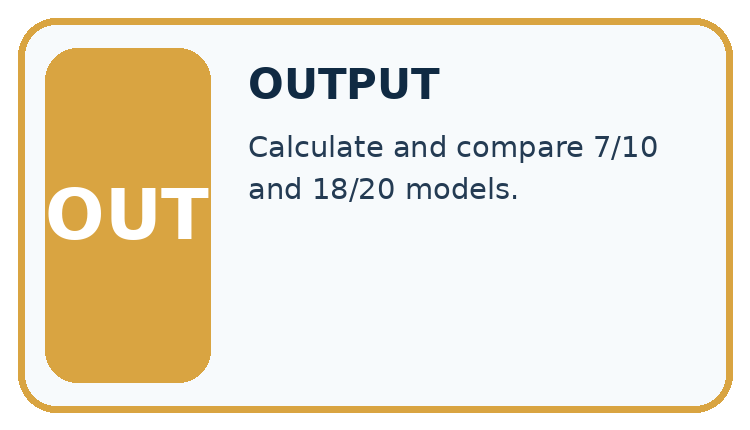 OUT
OUTPUT
Calculate and compare 7/10
and 18/20 models.